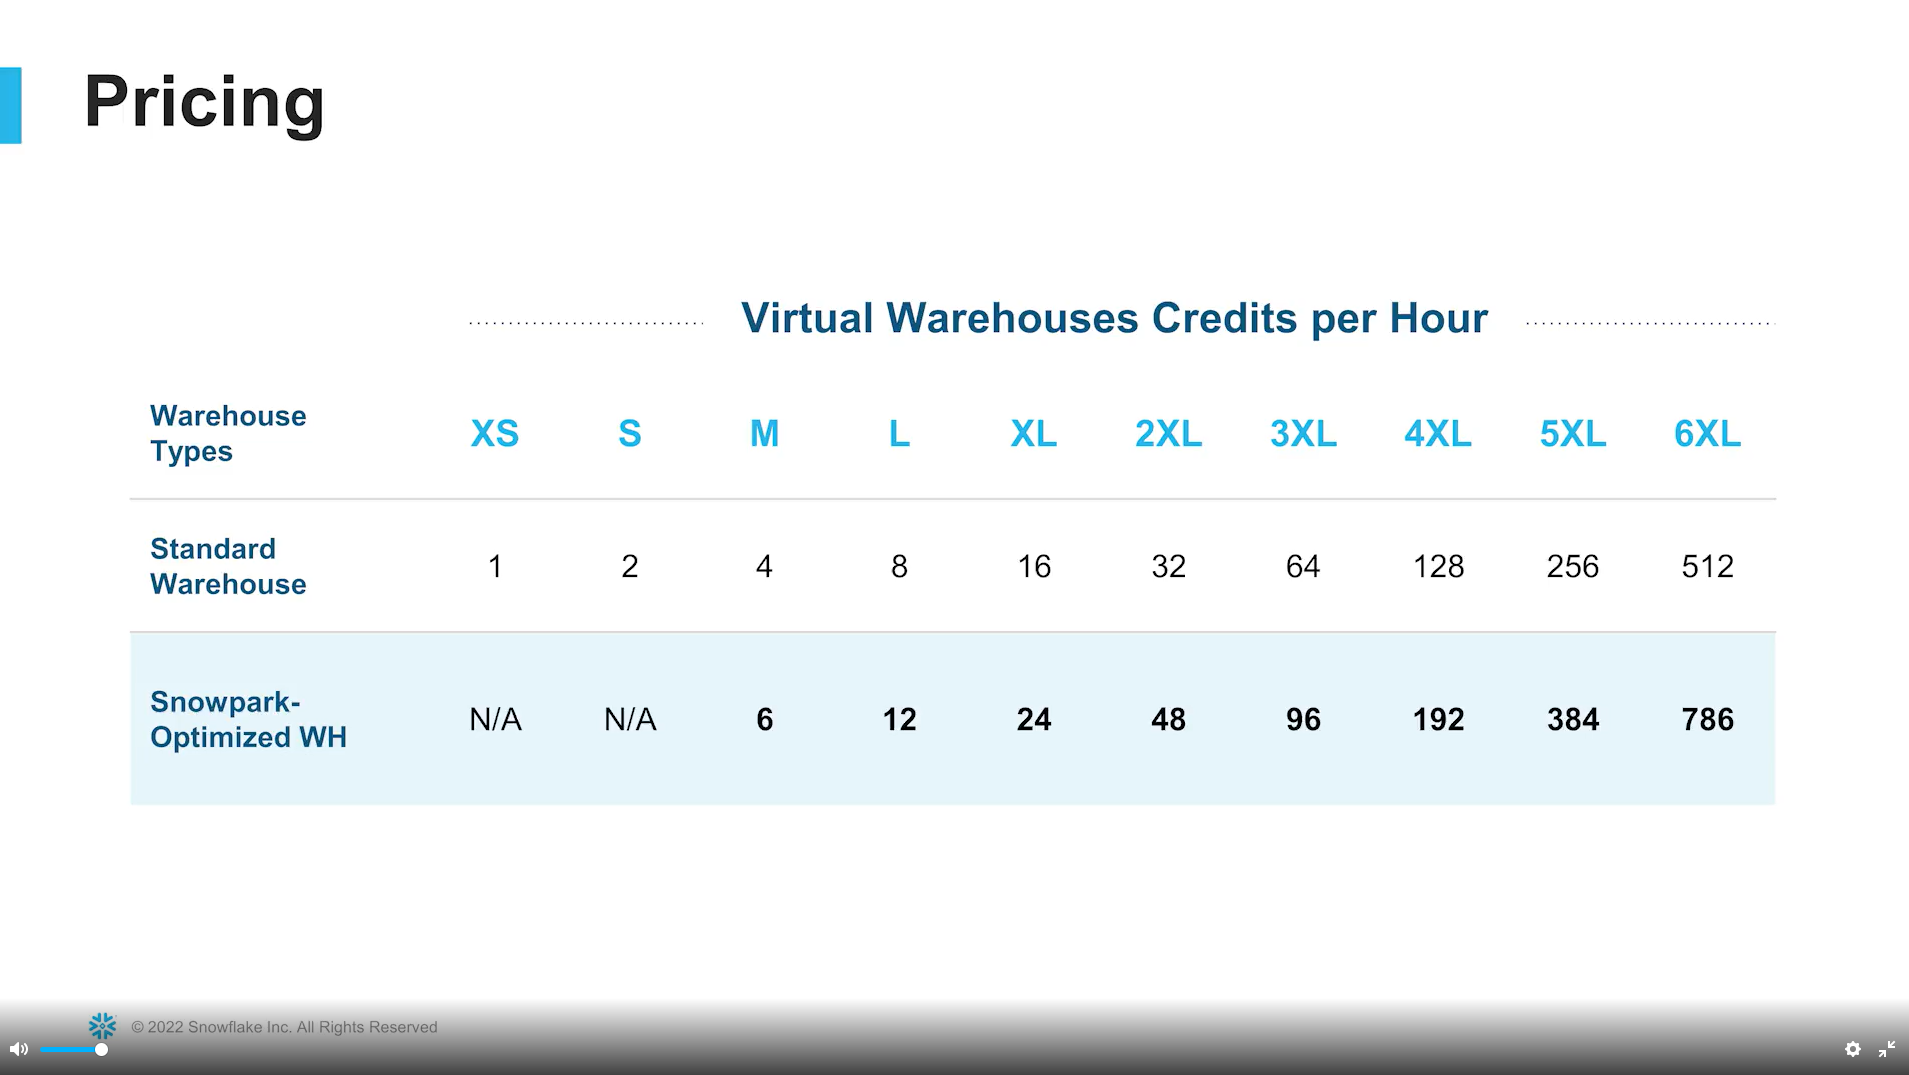 Pricing
Virtual Warehouses Credits per Hour
Warehouse
Types
XS S M L XL 2XL 3XL 4XL 5XL 6XL
Standard
Warehouse
1 2 4 8 16 32 64 128 256 512
Snowpark-
Optimized WH
N/A N/A 6 12 24 48 96 192 384 786
© 2022 Snowflake Inc. All Rights Reserved